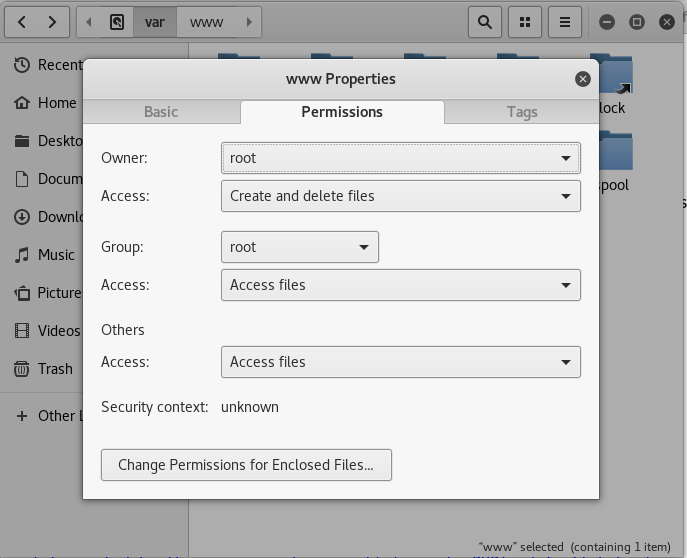 var www
www Properties
Recent
Home
Deskto
Docum
Downlo
Music
Picture
Videos
Trash
Other L
Basic Permissions Tags
Owner: root
Access: Create and delete files
Group: root
Access: Access files
Others
Access: Access files
Security context: unknown
Change Permissions for Enclosed Files...
lock
spool
"www" selected (containing 1 item)